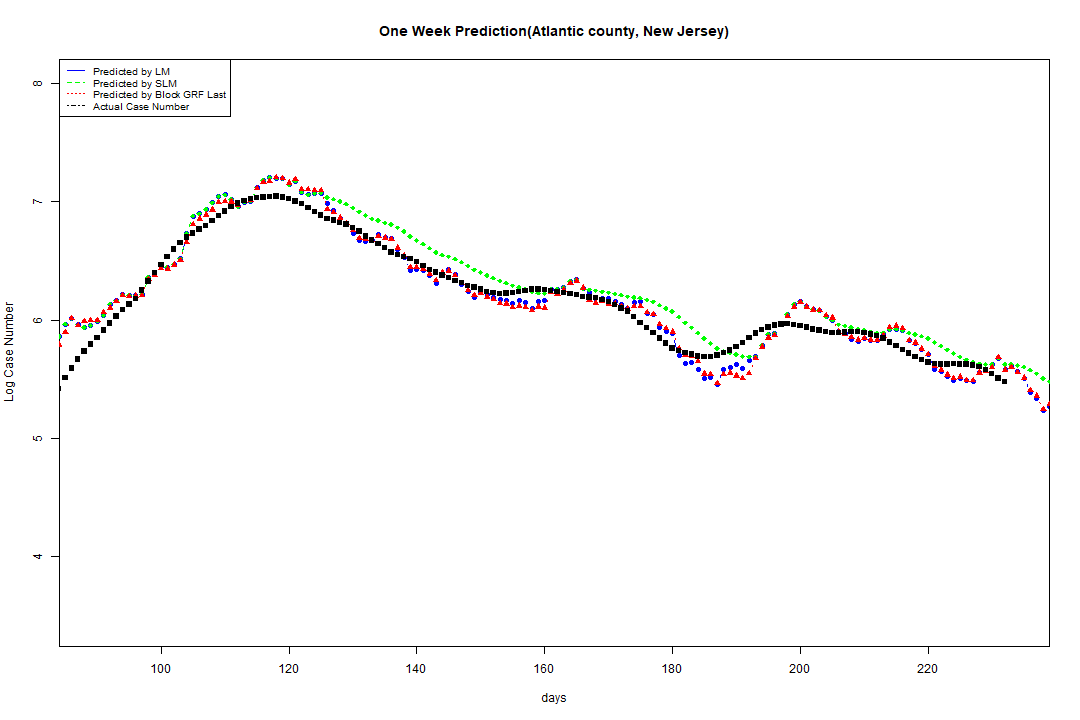 One Week Prediction(Atlantic county, New Jersey)
Predicted by LM
Predicted by SLM
Predicted by Block GRF Last
Actual Case Number
8
7
6
5
4
Log Case Number
100 120 140 160 180 200 220
days